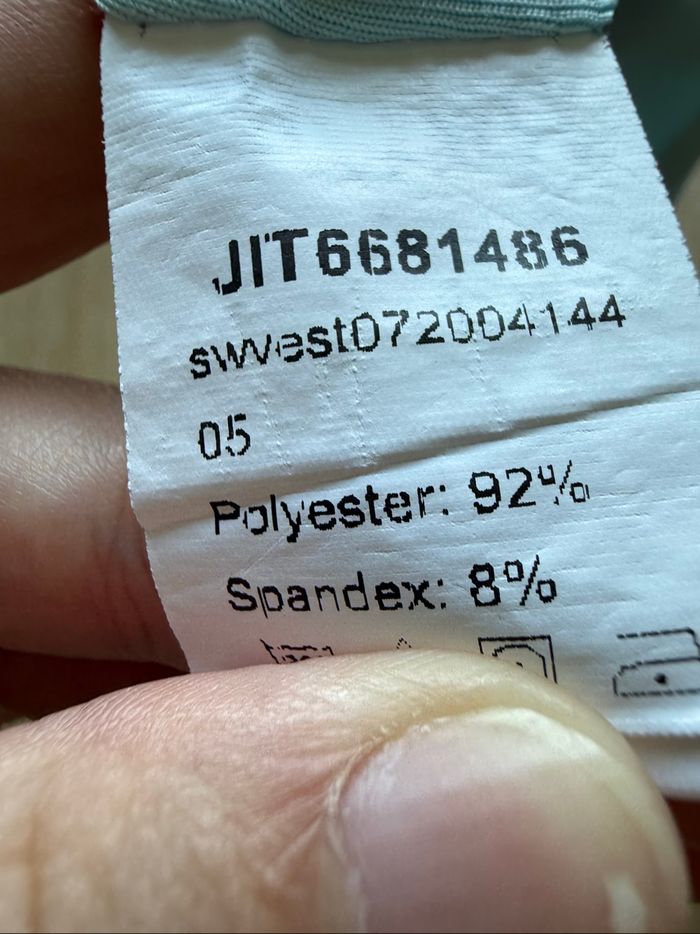 JIT6681486
swvest072004144
05
Polyester: 92%
Spandex: 8%